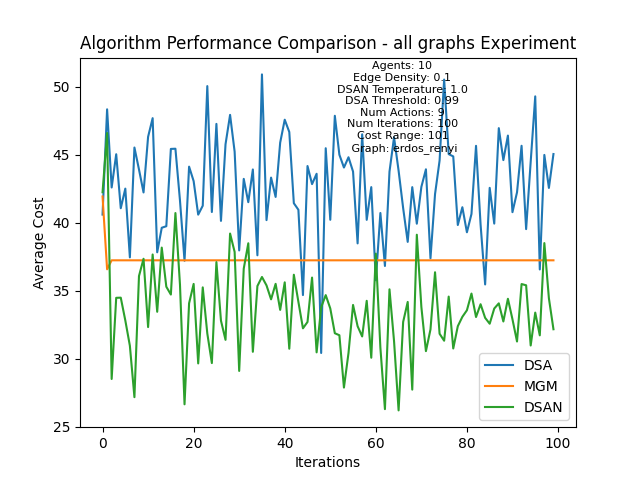 Algorithm Performance Comparison - all graphs Experiment
Agents: 10
Edge Density: 0.1
DSAN Temperature: 1.0
DSA Threshold: 0.99
Num Actions: 9
Num Iterations: 100
Cost Range: 101
Graph: erdos_renyi
50
45
40
35
30
25
Average Cost
0 20 40 60 80 100
Iterations
DSA
MGM
DSAN